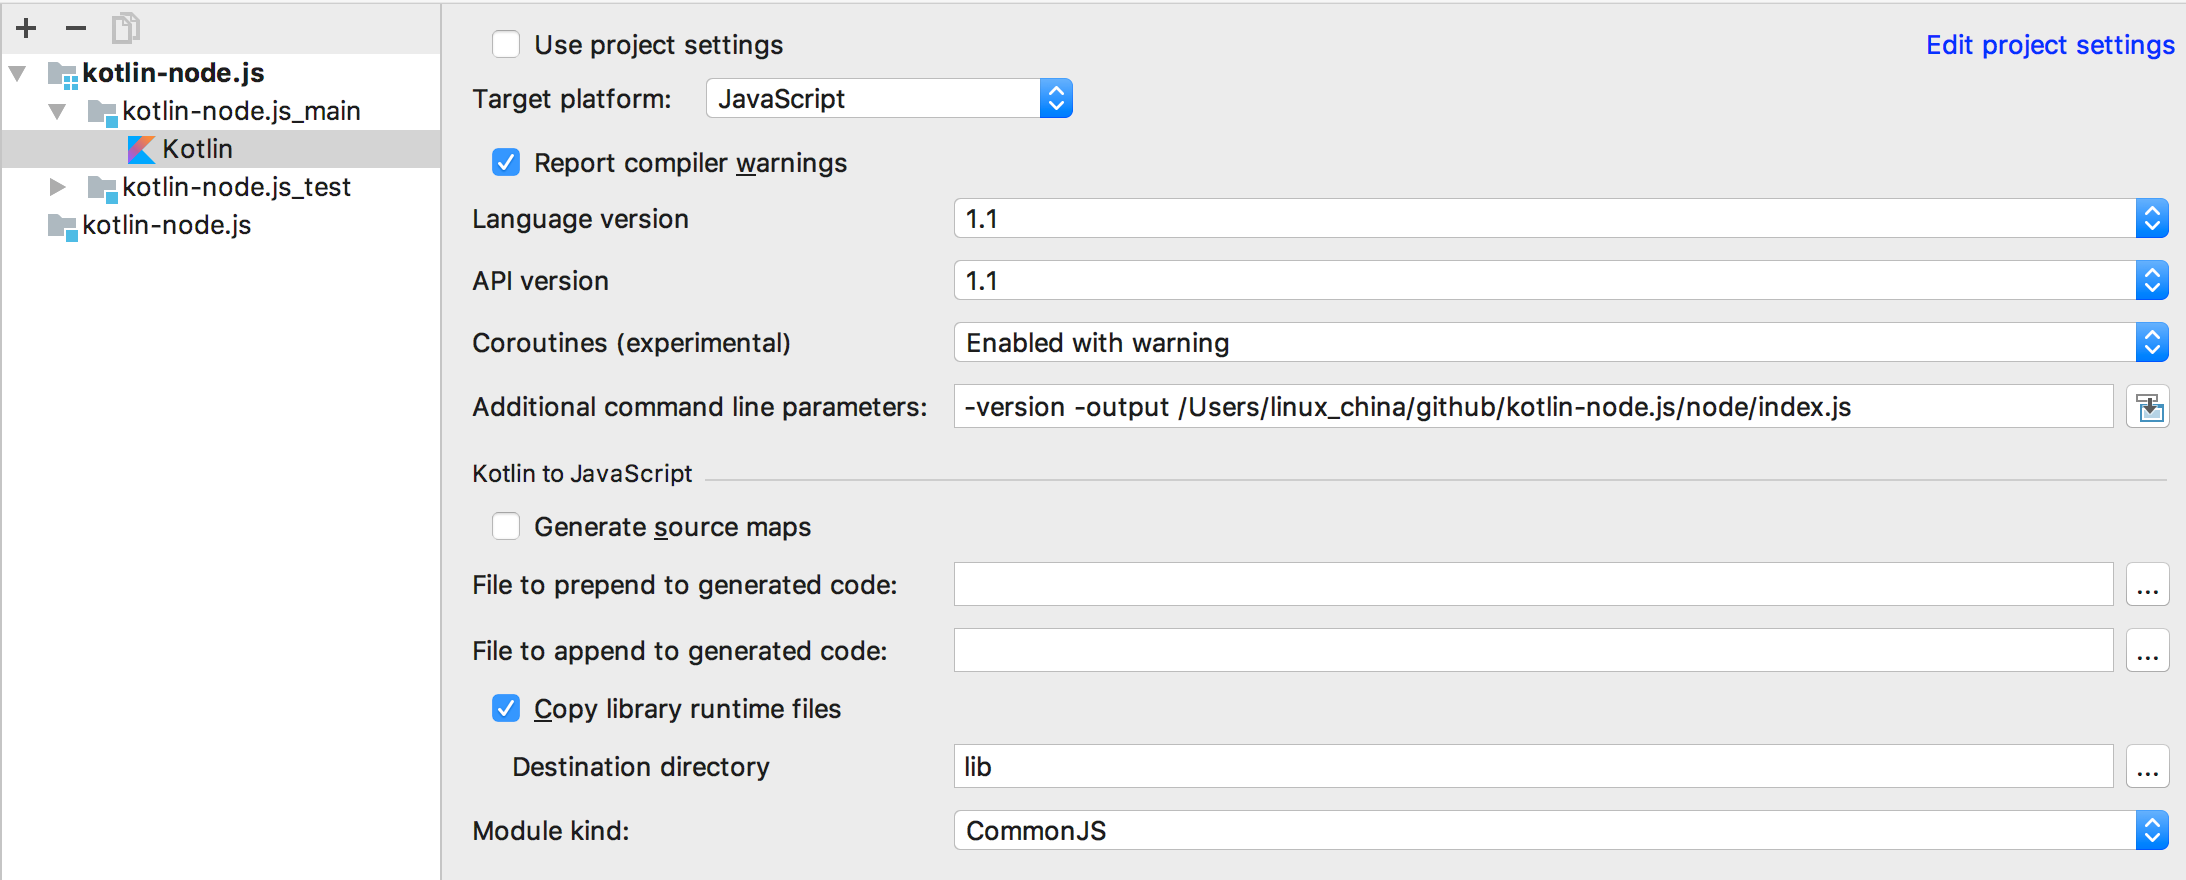 kotlin-node.js
kotlin-node.js_main
Kotlin
kotlin-node.js_test
kotlin-node.js
Use project settings
Edit project settings
Target platform: JavaScript
Report compiler warnings
Language version 1.1
API version 1.1
Coroutines (experimental) Enabled with warning
Additional command line parameters: -version -output /Users/linux_china/github/kotlin-node.js/node/index.js
Kotlin to JavaScript
Generate source maps
File to prepend to generated code: ...
File to append to generated code: ...
Copy library runtime files
Destination directory lib ...
Module kind: CommonJS